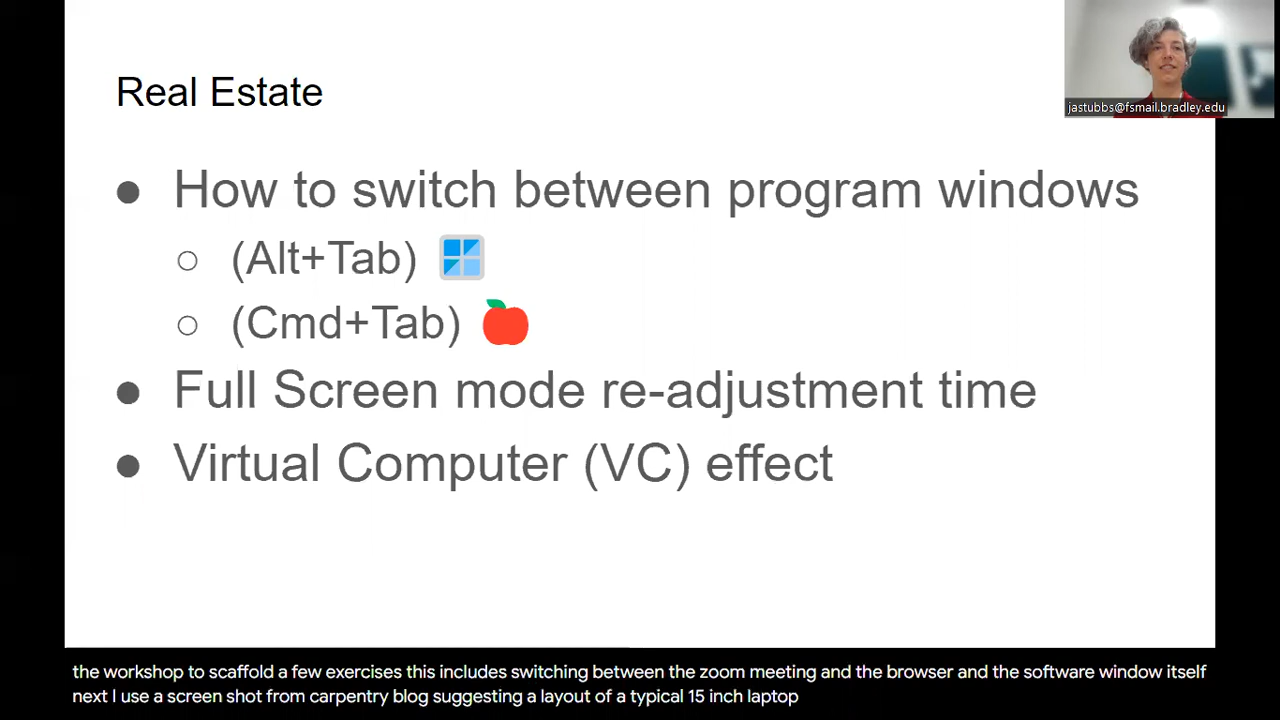 Real Estate
jastubbs@fsmail.bradley.edu
● How to switch between program windows
○ (Alt+Tab)
○ (Cmd+Tab)
● Full Screen mode re-adjustment time
● Virtual Computer (VC) effect
the workshop to scaffold a few exercises this includes switching between the zoom meeting and the browser and the software window itself
next I use a screen shot from carpentry blog suggesting a layout of a typical 15 inch laptop